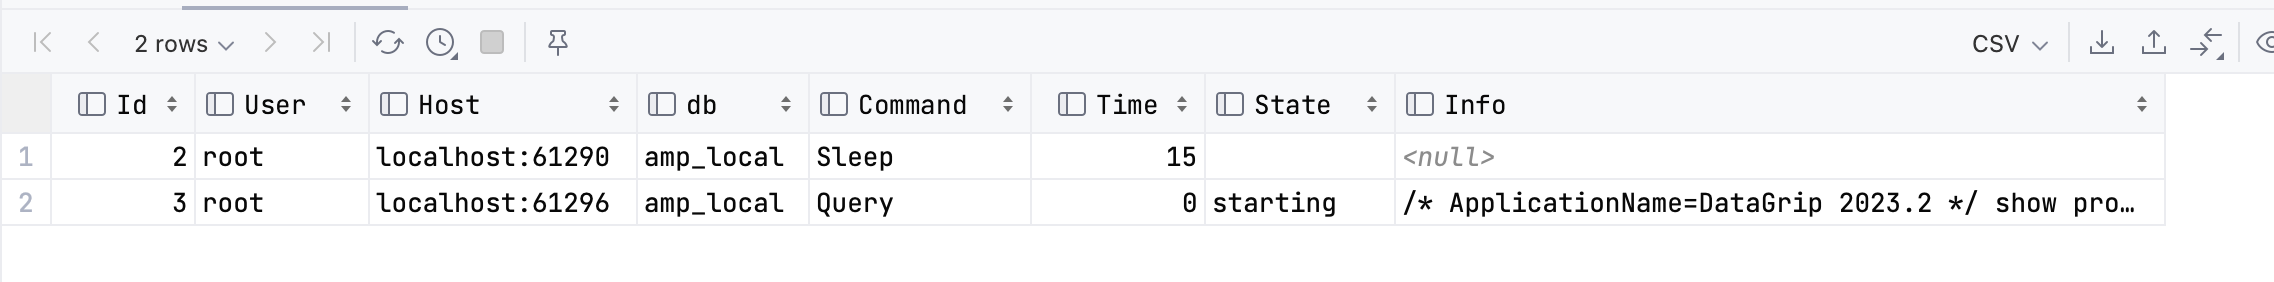 2 rows CSV
Id User Host db Command Time State Info
1 2 root localhost:61290 amp_local Sleep 15 <null>
2 3 root localhost:61296 amp_local Query 0 starting /* ApplicationName=DataGrip 2023.2 */ show pro…